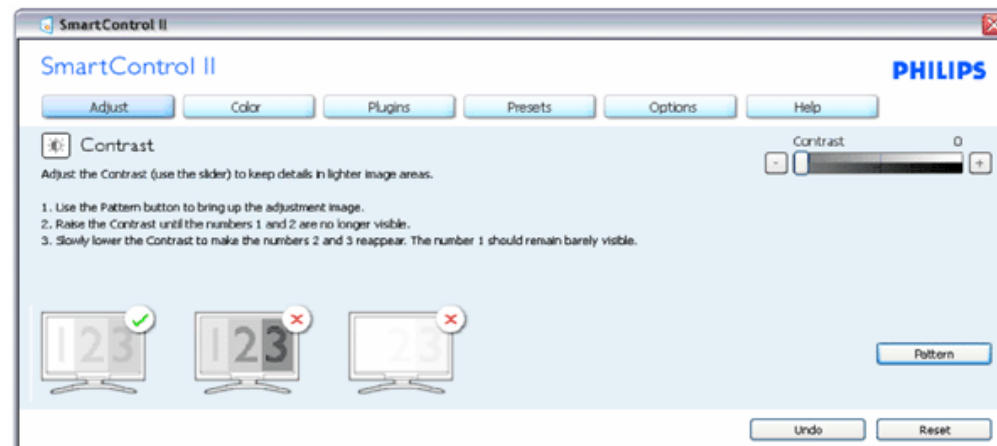 SmartControl II
SmartControl II
PHILIPS
Adjust Color Plugins Presets Options Help
Contrast
Contrast 0
- +
Adjust the Contrast (use the slider) to keep details in lighter image areas.
1. Use the Pattern button to bring up the adjustment image.
2. Raise the Contrast until the numbers 1 and 2 are no longer visible.
3. Slowly lower the Contrast to make the numbers 2 and 3 reappear. The number 1 should remain barely visible.
123 123 23
Pattern
Undo Reset